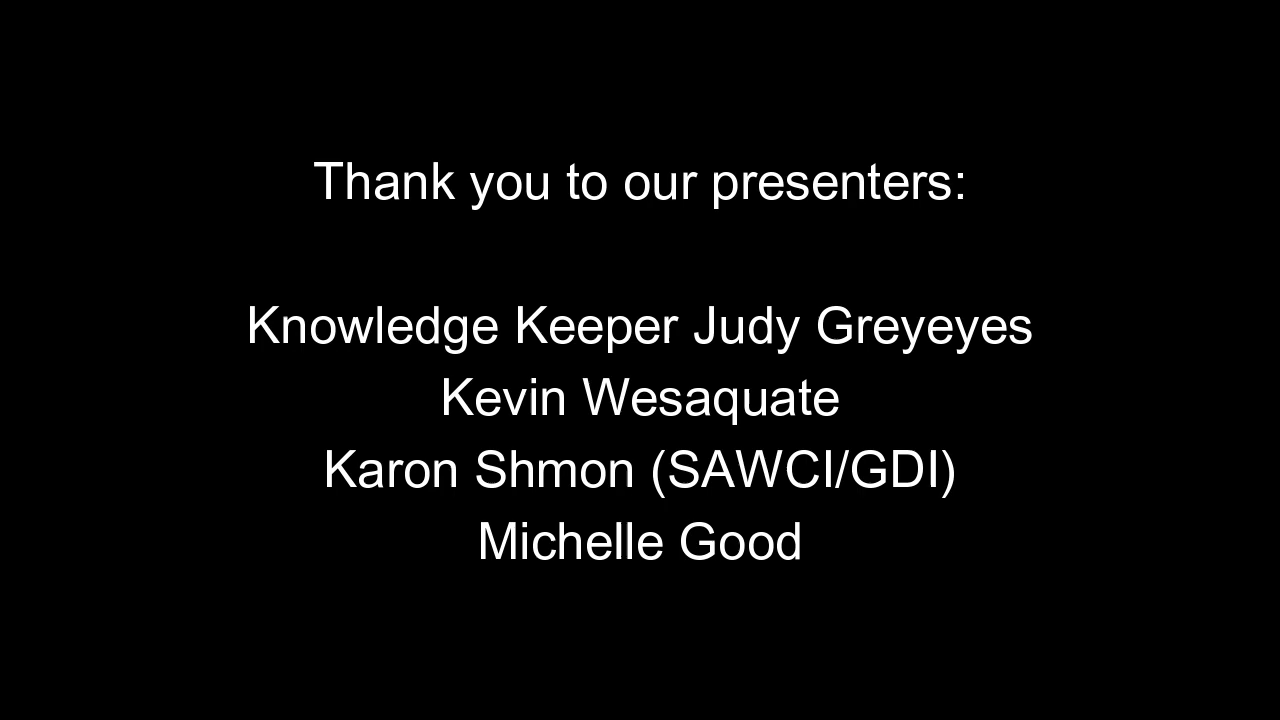 Thank you to our presenters:
Knowledge Keeper Judy Greyeyes
Kevin Wesaquate
Karon Shmon (SAWCI/GDI)
Michelle Good